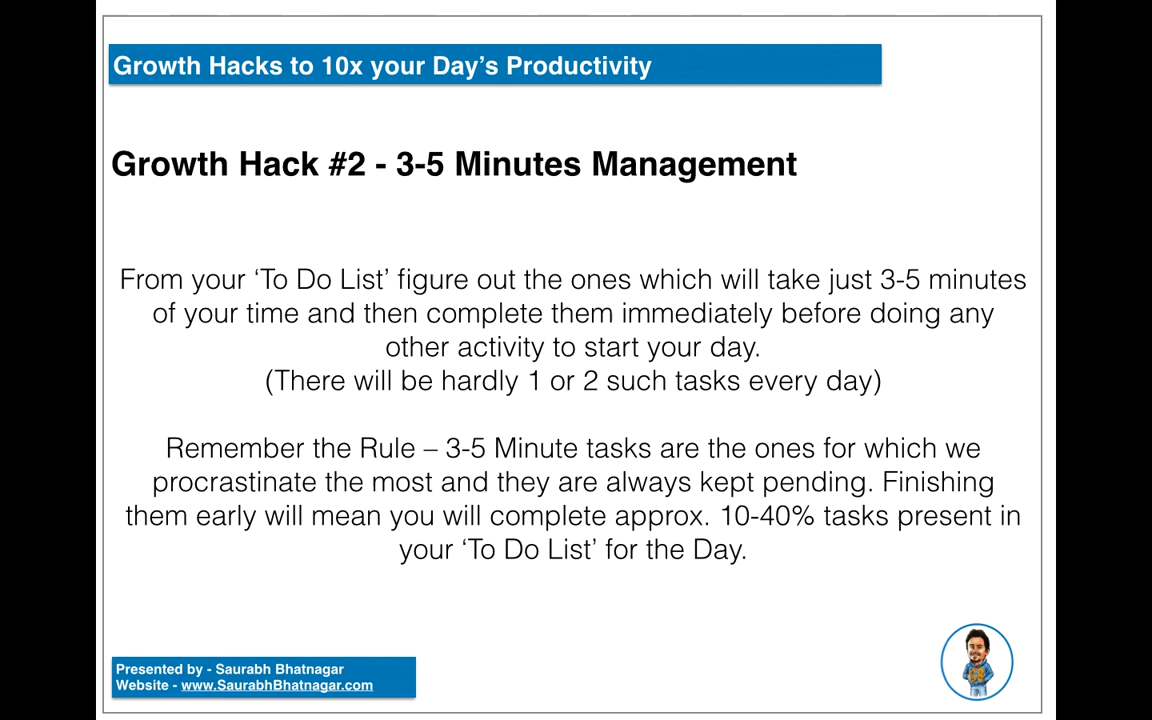 Growth Hacks to 10x your Day’s Productivity
Growth Hack #2 - 3-5 Minutes Management
From your ‘To Do List’ figure out the ones which will take just 3-5 minutes
of your time and then complete them immediately before doing any
other activity to start your day.
(There will be hardly 1 or 2 such tasks every day)
Remember the Rule – 3-5 Minute tasks are the ones for which we
procrastinate the most and they are always kept pending. Finishing
them early will mean you will complete approx. 10-40% tasks present in
your ‘To Do List’ for the Day.
Presented by - Saurabh Bhatnagar
Website - www.SaurabhBhatnagar.com